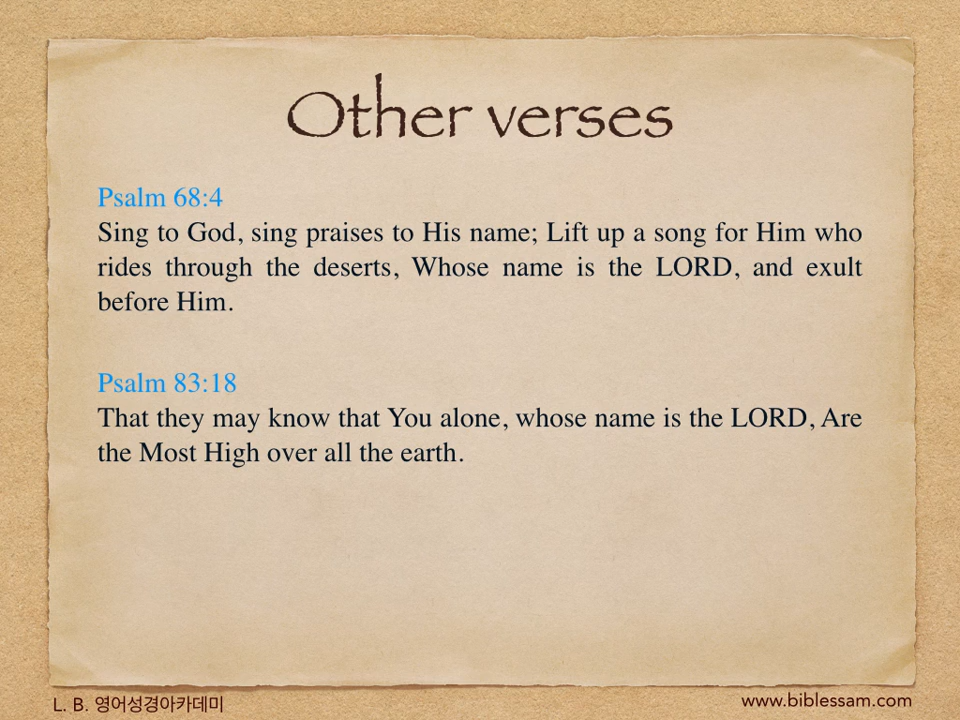 Other verses
Psalm 68:4
Sing to God, sing praises to His name; Lift up a song for Him who
rides through the deserts, Whose name is the LORD, and exult
before Him.
Psalm 83:18
That they may know that You alone, whose name is the LORD, Are
the Most High over all the earth.
L. B. 영어성경아카데미
www.biblessam.com